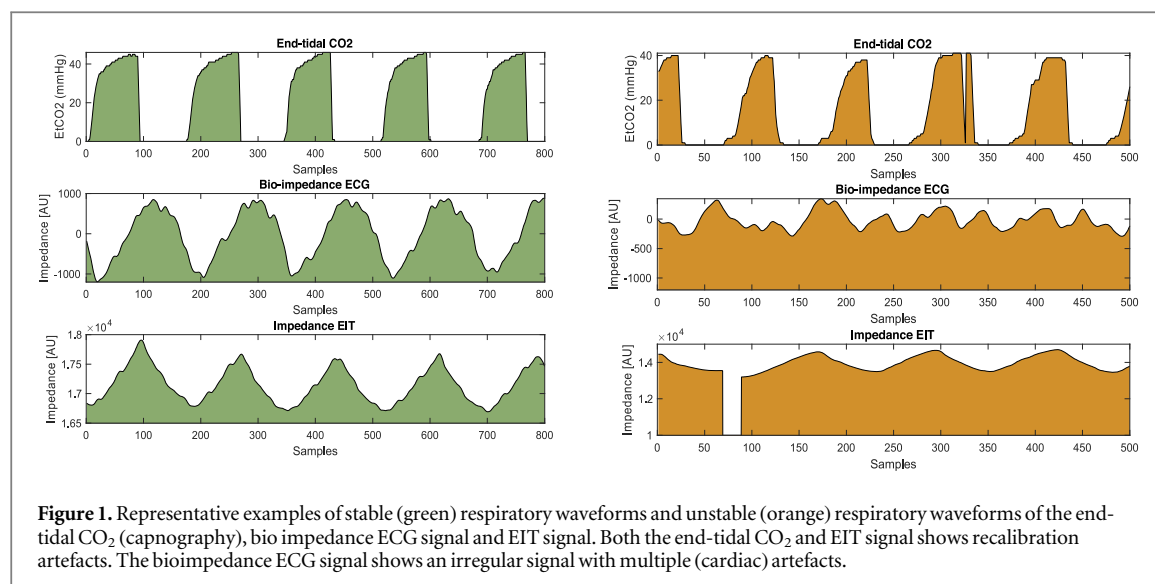 End-tidal CO2
EtCO2 (mmHg)
40
20
0
0 100 200 300 400 500 600 700 800
Samples
Bio-impedance ECG
Impedance [AU]
1000
0
-1000
0 100 200 300 400 500 600 700 800
Samples
×10⁴
Impedance EIT
Impedance [AU]
1,8
1,75
1,7
1,65
0 100 200 300 400 500 600 700 800
Samples
End-tidal CO2
EtCO2 (mmHg)
40
20
0
0 50 100 150 200 250 300 350 400 450 500
Samples
Bio-impedance ECG
Impedance [AU]
0
-500
-1000
0 50 100 150 200 250 300 350 400 450 500
Samples
×10⁴
Impedance EIT
Impedance [AU]
1.4
1.2
1
0 50 100 150 200 250 300 350 400 450 500
Samples
Figure 1. Representative examples of stable (green) respiratory waveforms and unstable (orange) respiratory waveforms of the end-
tidal CO₂ (capnography), bio impedance ECG signal and EIT signal. Both the end-tidal CO₂ and EIT signal shows recalibration
artefacts. The bioimpedance ECG signal shows an irregular signal with multiple (cardiac) artefacts.